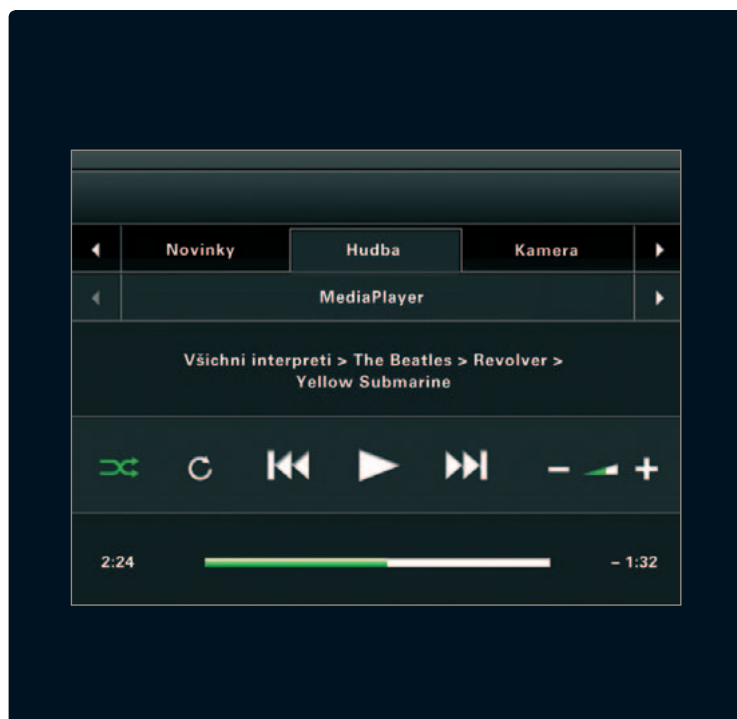 Novinky Hudba Kamera
MediaPlayer
Všichni interpreti > The Beatles > Revolver >
Yellow Submarine
2:24 – 1:32